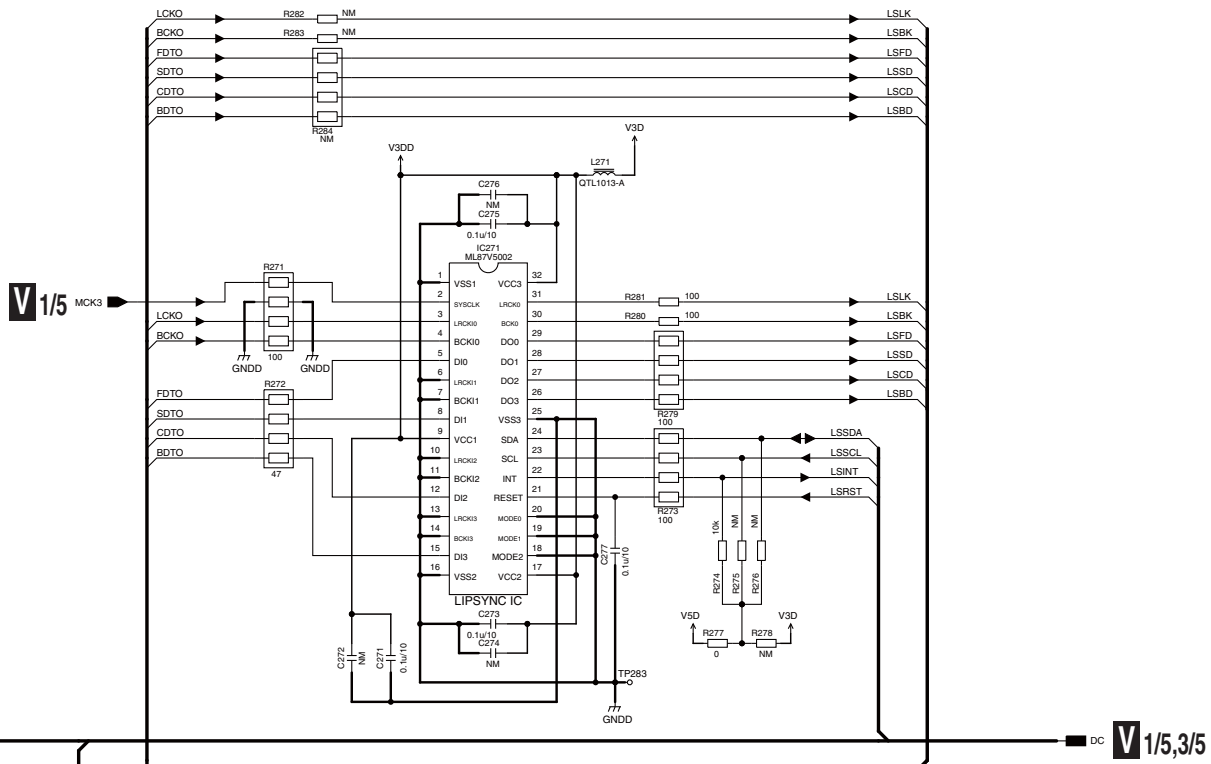 LCKO R282 NM LSLK
BCKO R283 NM LSBK
FDTO LSFD
SDTO LSSD
CDTO LSCD
BDTO LSBD
R284
NM
V3D
V3DD
L271
QTL1013-A
C276
NM
C275
0.1u/10
IC271
ML87V5002
R271
V 1/5 MCK3
LCKO
BCKO
100
GNDD GNDD
R272
FDTO
SDTO
CDTO
BDTO
47
1 VSS1 VCC3 32
2 SYSCLK LRCK0 31
3 LRCKI0 BCK0 30
4 BCKI0 DO0 29
5 DI0 DO1 28
6 LRCKI1 DO2 27
7 BCKI1 DO3 26
8 DI1 VSS3 25
9 VCC1 SDA 24
10 LRCKI2 SCL 23
11 BCKI2 INT 22
12 DI2 RESET 21
13 LRCKI3 MODE0 20
14 BCKI3 MODE1 19
15 DI3 MODE2 18
16 VSS2 VCC2 17
LIPSYNC IC
R281 100 LSLK
R280 100 LSBK
LSFD
LSSD
LSCD
LSBD
R279
100
LSSDA
LSSCL
LSINT
LSRST
R273
100
10k
NM
NM
R274
R275
R276
C277
0.1u/10
V5D V3D
R277 R278
0 NM
C273
0.1u/10
C274
NM
C272
NM
C271
0.1u/10
TP283
GNDD
DC V 1/5,3/5